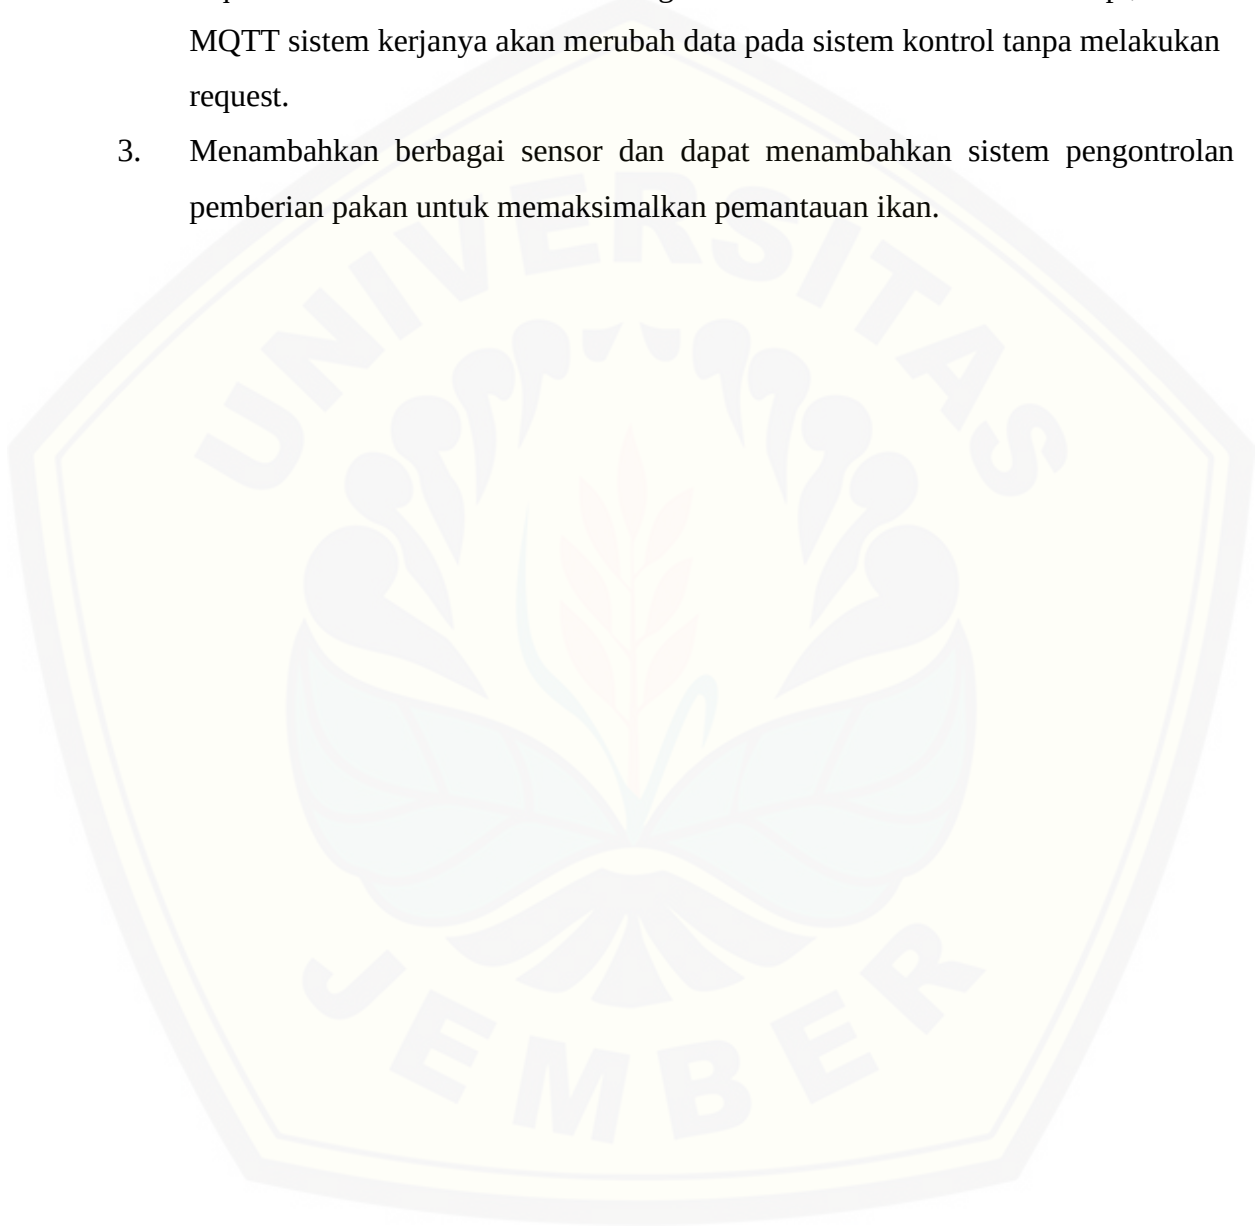 MQTT sistem kerjanya akan merubah data pada sistem kontrol tanpa melakukan
request.
3. Menambahkan berbagai sensor dan dapat menambahkan sistem pengontrolan
pemberian pakan untuk memaksimalkan pemantauan ikan.
UNIVERSITAS
JEMBER